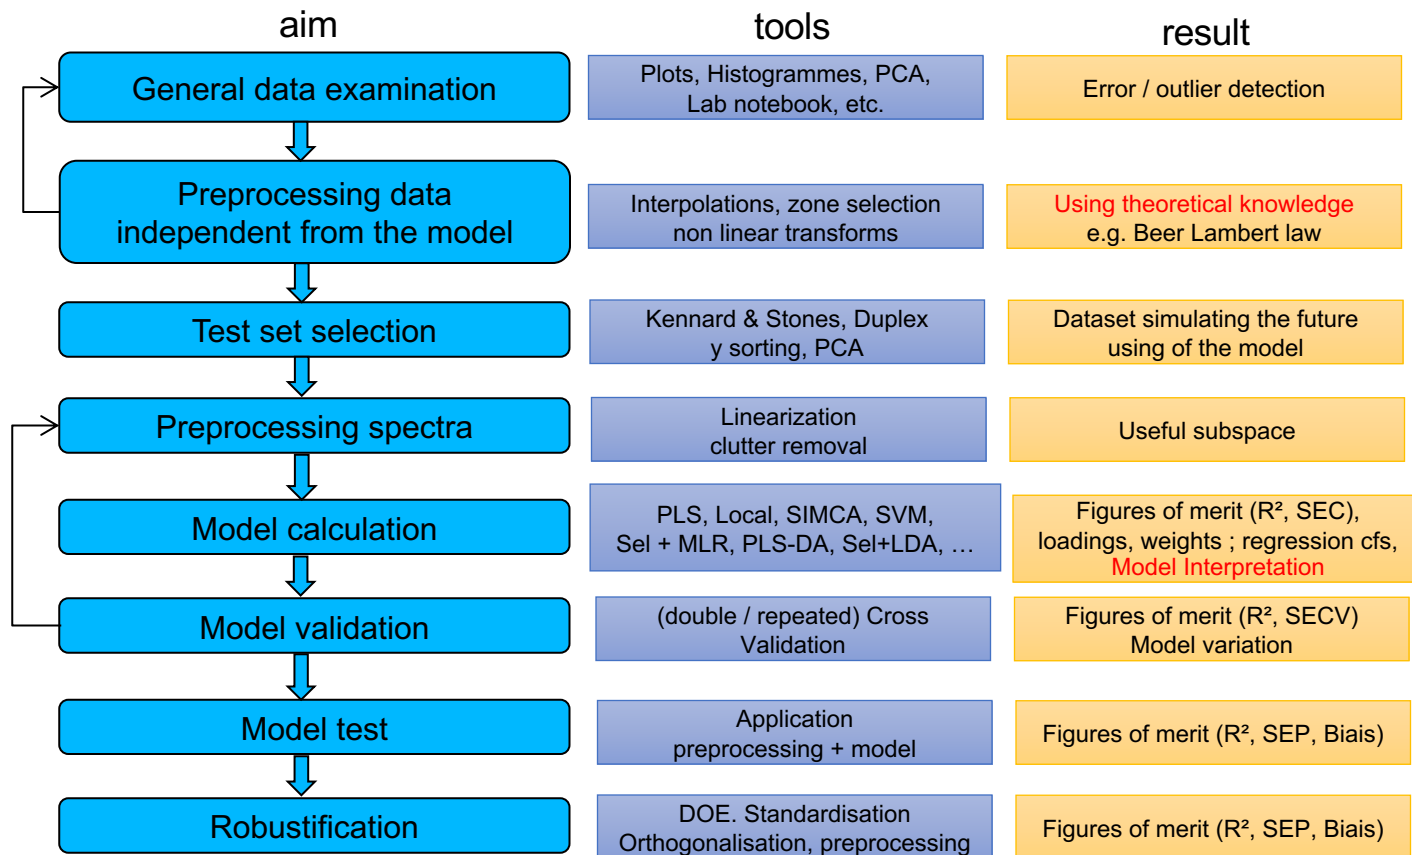 aim
tools
result
General data examination
Plots, Histogrammes, PCA,
Lab notebook, etc.
Error / outlier detection
Preprocessing data
independent from the model
Interpolations, zone selection
non linear transforms
Using theoretical knowledge
e.g. Beer Lambert law
Test set selection
Kennard & Stones, Duplex
y sorting, PCA
Dataset simulating the future
using of the model
Preprocessing spectra
Linearization
clutter removal
Useful subspace
Model calculation
PLS, Local, SIMCA, SVM,
Sel + MLR, PLS-DA, Sel+LDA, …
Figures of merit (R², SEC),
loadings, weights ; regression cfs,
Model Interpretation
Model validation
(double / repeated) Cross
Validation
Figures of merit (R², SECV)
Model variation
Model test
Application
preprocessing + model
Figures of merit (R², SEP, Biais)
Robustification
DOE. Standardisation
Orthogonalisation, preprocessing
Figures of merit (R², SEP, Biais)